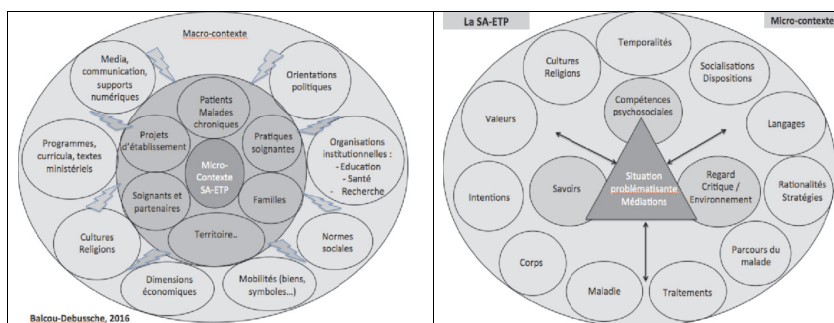 Macro-contexte
Media,
communication,
supports
numériques
Orientations
politiques
Patients
Malades
chroniques
Projets
d'établissement
Pratiques
soignantes
Programmes,
curricula, textes
ministériels
Organisations
institutionnelles :
- Education
- Santé
- Recherche
Micro-
Contexte
SA-ETP
Soignants et
partenaires
Familles
Territoire..
Cultures
Religions
Normes
sociales
Dimensions
économiques
Mobilités (biens,
symboles...)
Balcou-Debussche, 2016
La SA-ETP
Micro-contexte
Temporalités
Cultures
Religions
Socialisations
Dispositions
Compétences
psychosociales
Valeurs
Langages
Situation
problématisante
Médiations
Savoirs
Regard
Critique /
Environnement
Intentions
Rationalités
Stratégies
Corps
Parcours du
malade
Maladie
Traitements